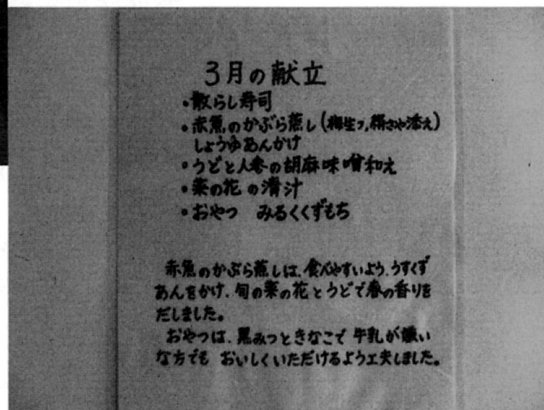 3月の献立
・散らし寿司
・赤魚のかぶら蒸し(梅生フ,絹さや添え)
しょうゆあんかけ
・うどと人参の胡麻味噌和え
・菜の花の清汁
・おやつ みるくくずもち
赤魚のかぶら蒸しは、食べやすいよう、うすくず
あんをかけ、旬の菜の花とうどで春の香りを
だしました。
おやつは、黒みつときなこで 牛乳が嫌い
な方でも おいしくいただけるよう工夫しました。